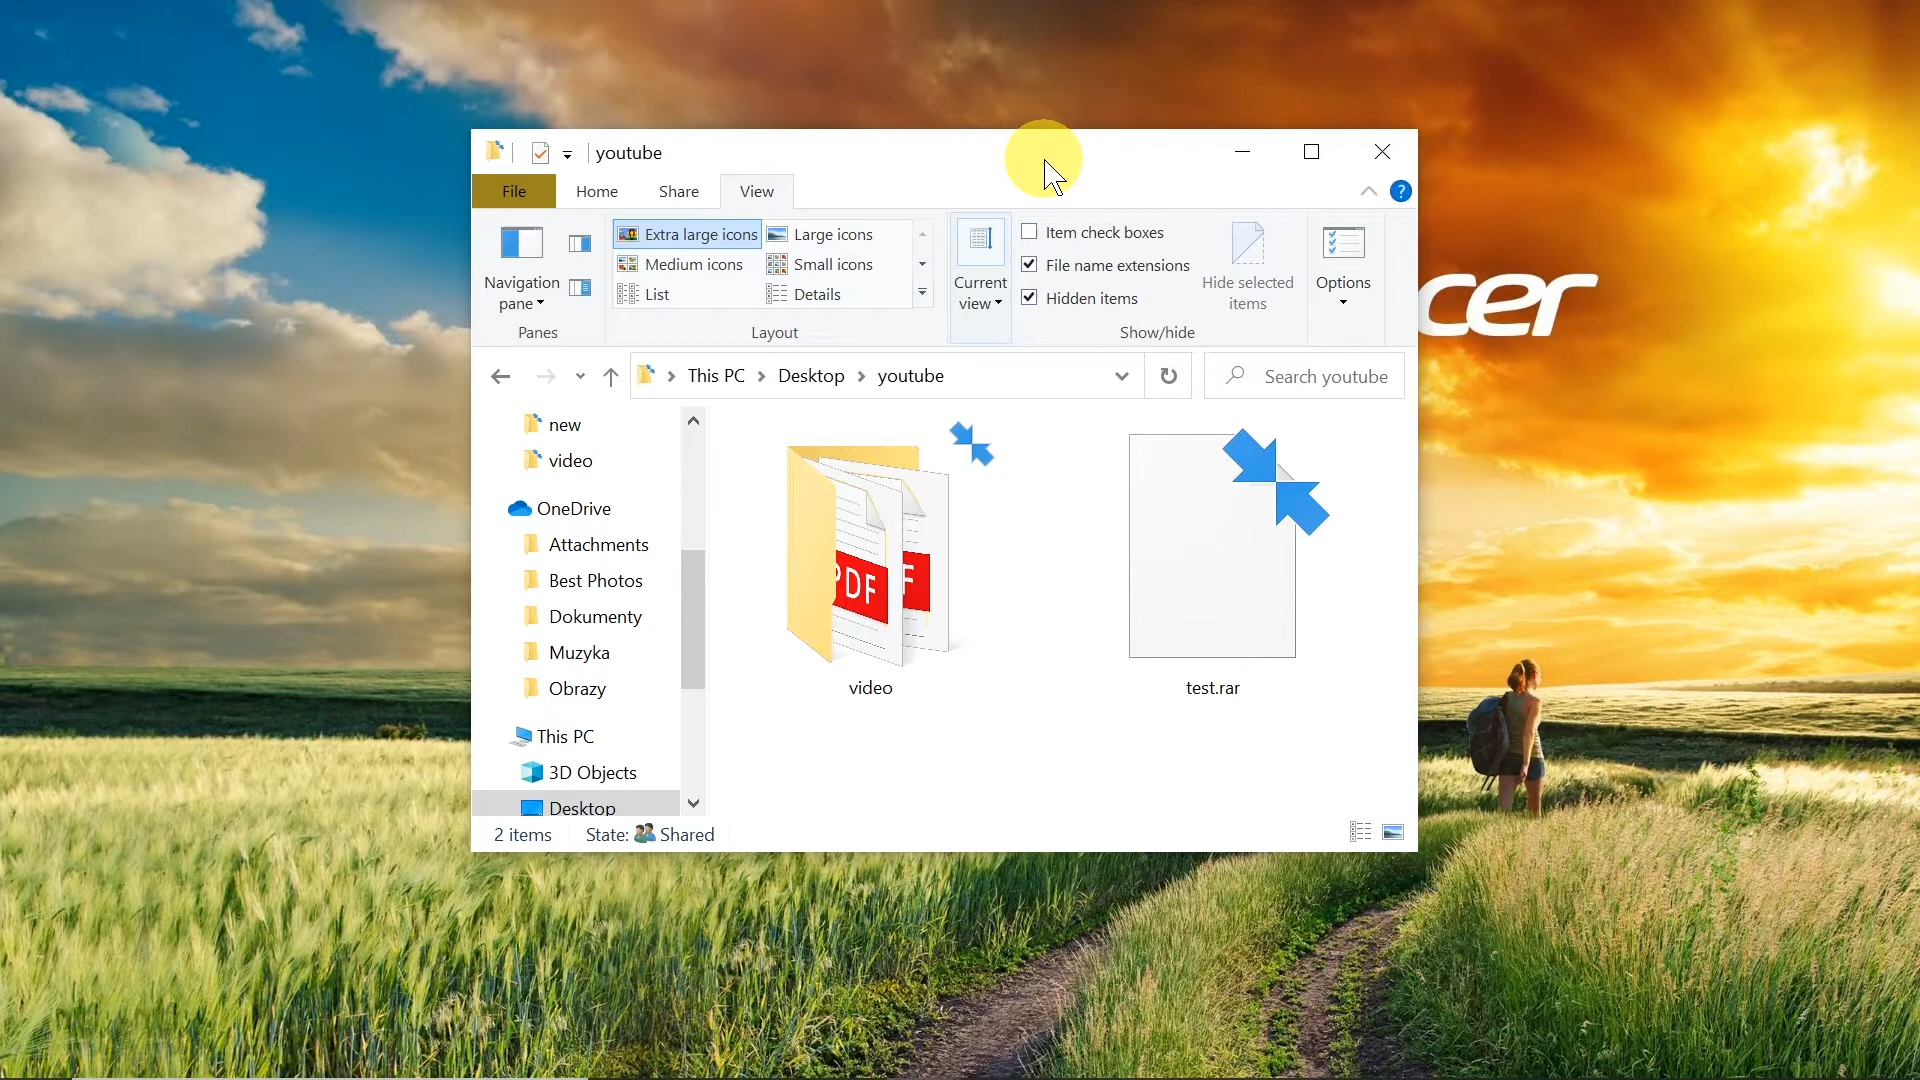 youtube
File
Home
Share
View
?
Navigation pane
Extra large icons
Large icons
Medium icons
Small icons
List
Details
Current view
Item check boxes
File name extensions
Hidden items
Hide selected items
Options
Panes
Layout
Show/hide
This PC
Desktop
youtube
Search youtube
new
video
OneDrive
Attachments
Best Photos
Dokumenty
Muzyka
Obrazy
This PC
3D Objects
Desktop
PDF
F
video
test.rar
2 items
State:
Shared
cer